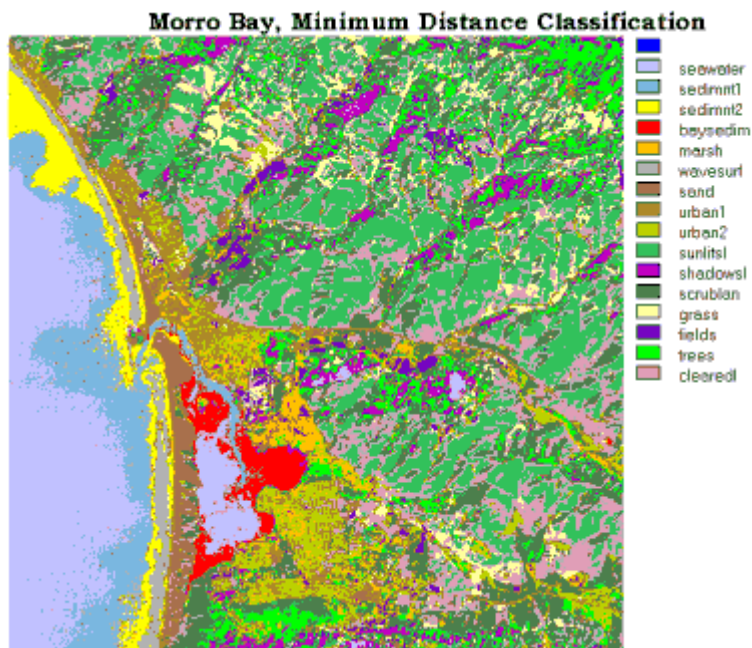 Morro Bay, Minimum Distance Classification
seawater
sedimnt1
sedimnt2
baysedim
marsh
wavesurf
sand
urban1
urban2
sunlitsl
shadowsl
scrublan
grass
fields
trees
clearedl